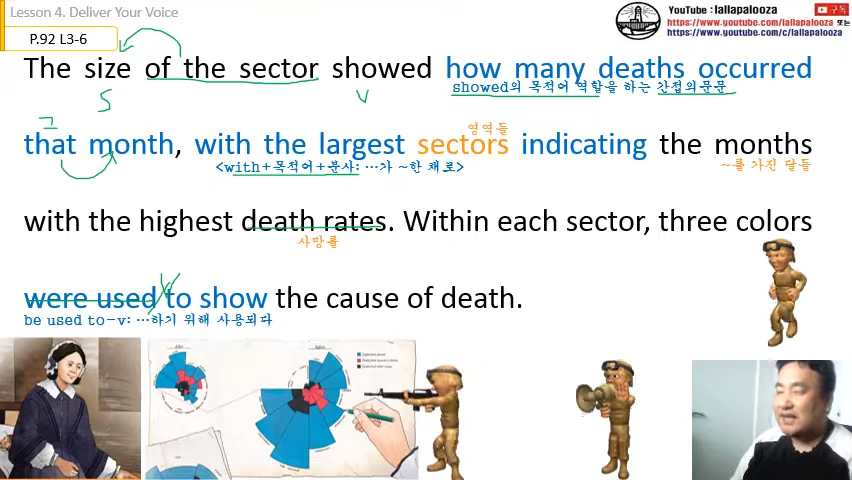 Lesson 4. Deliver Your Voice
P.92 L3-6
YouTube : lallapalooza
구독
https://www.youtube.com/lallapalooza 또는
https://www.youtube.com/c/lallapalooza
The size of the sector showed how many deaths occurred
S
V
showed의 목적어 역할을 하는 간접의문문
그
영역들
that month, with the largest sectors indicating the months
<with+목적어+분사: …가 ~한 채로>
~를 가진 달들
with the highest death rates. Within each sector, three colors
사망률
were used to show the cause of death.
be used to-v: …하기 위해 사용되다